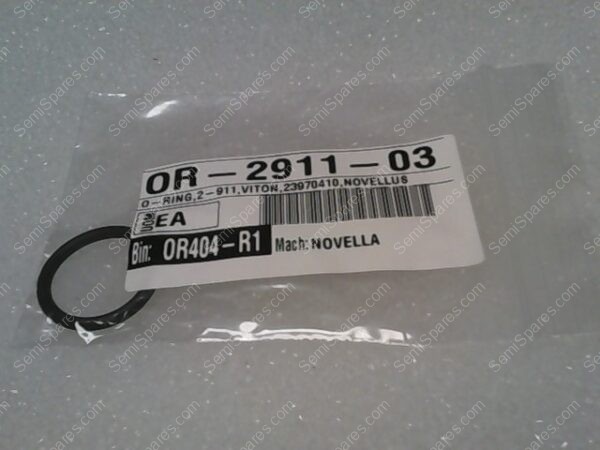 OR-2911-03
O-RING,2-911,VITON,23970410,NOVELLUS
UOM EA
Bin: OR404-R1 Mach: NOVELLA
SemiSpares.com